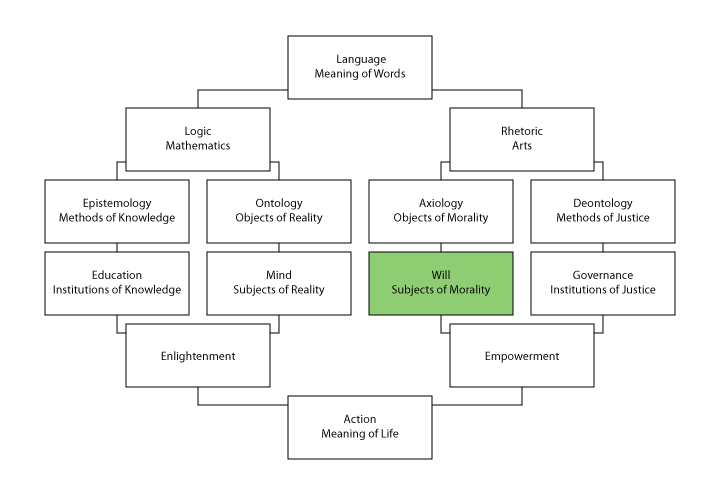 Language
Meaning of Words
Logic
Mathematics
Rhetoric
Arts
Epistemology
Methods of Knowledge
Ontology
Objects of Reality
Axiology
Objects of Morality
Deontology
Methods of Justice
Education
Institutions of Knowledge
Mind
Subjects of Reality
Will
Subjects of Morality
Governance
Institutions of Justice
Enlightenment
Empowerment
Action
Meaning of Life